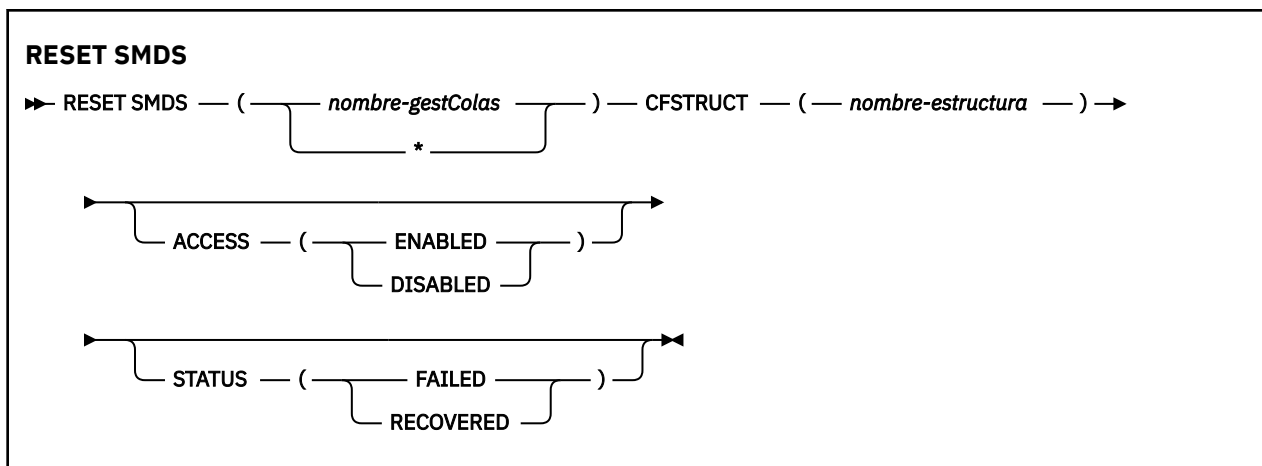 RESET SMDS
RESET SMDS ( nombre-gestColas ) CFSTRUCT ( nombre-estructura )
*
ACCESS ( ENABLED )
DISABLED
STATUS ( FAILED )
RECOVERED